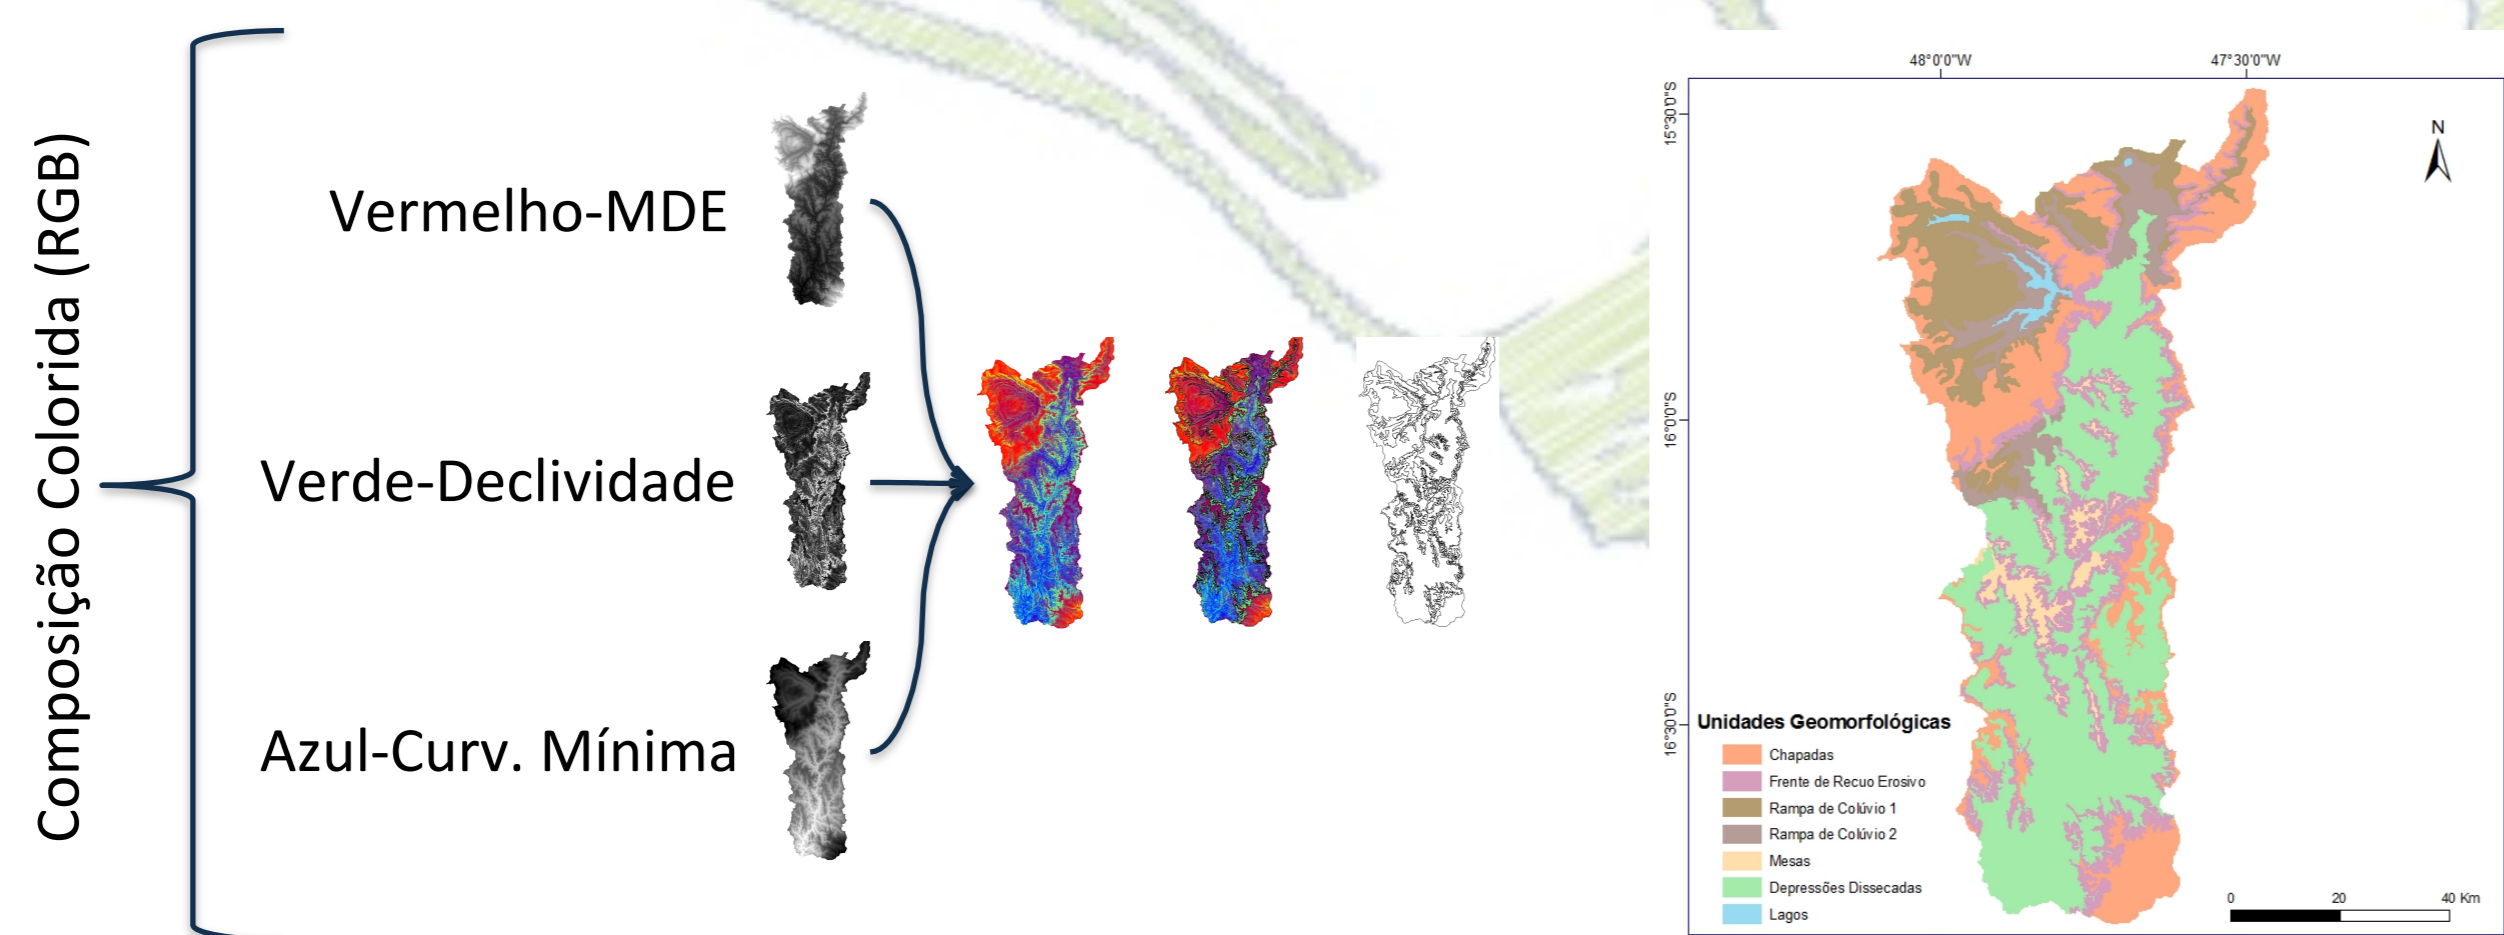 Composição Colorida (RGB)
Vermelho-MDE
Verde-Declividade
Azul-Curv. Mínima
48°0'0"W
47°30'0"W
15°30'0"S
16°0'0"S
16°30'0"S
N
Unidades Geomorfológicas
Chapadas
Frente de Recuo Erosivo
Rampa de Colúvio 1
Rampa de Colúvio 2
Mesas
Depressões Dissecadas
Lagos
0 20 40 Km